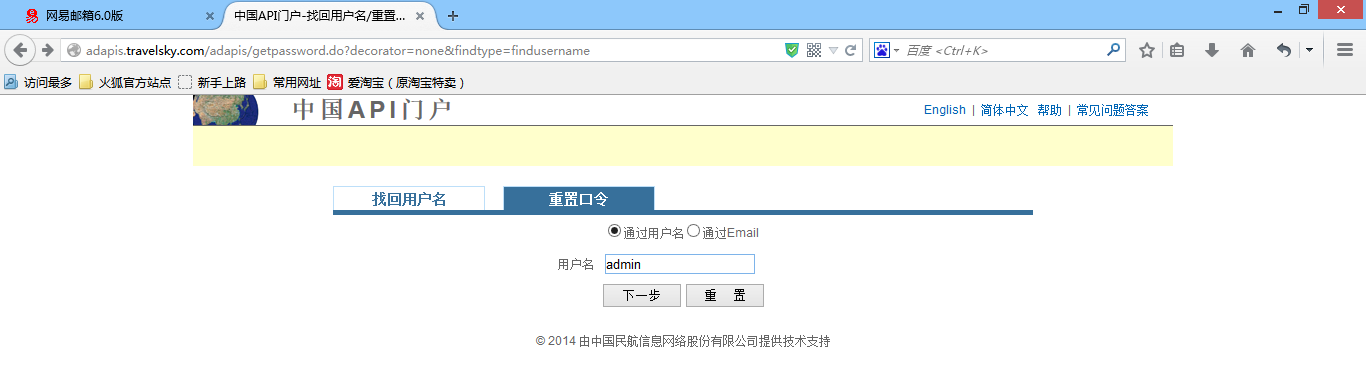 网易邮箱6.0版
中国API门户-找回用户名/重置...
adapis.travelsky.com/adapis/getpassword.do?decorator=none&findtype=findusername
百度 <Ctrl+K>
访问最多 火狐官方站点 新手上路 常用网址 淘 爱淘宝（原淘宝特卖）
中国API门户
English | 简体中文 帮助 | 常见问题答案
找回用户名 重置口令
通过用户名 通过Email
用户名 admin
下一步 重 置
© 2014 由中国民航信息网络股份有限公司提供技术支持